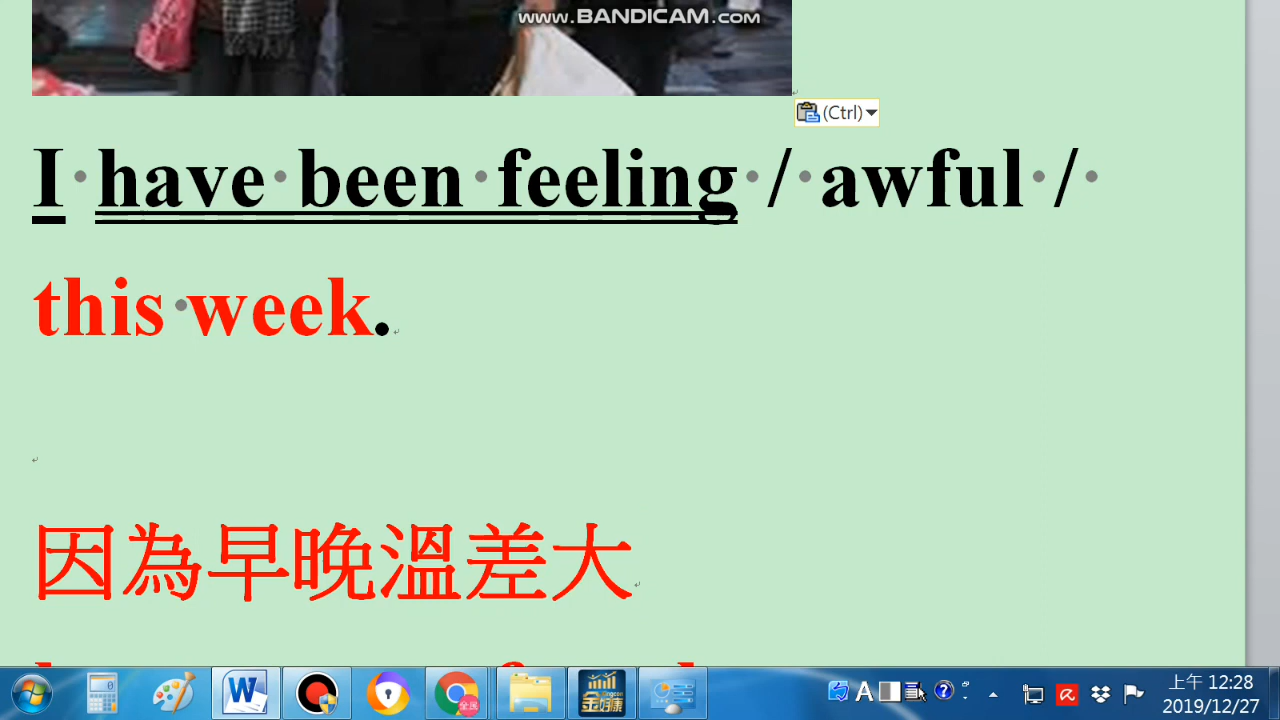 www.BANDICAM.com
(Ctrl)
I have been feeling / awful /
this week.
因為早晚溫差大
上午 12:28
2019/12/27